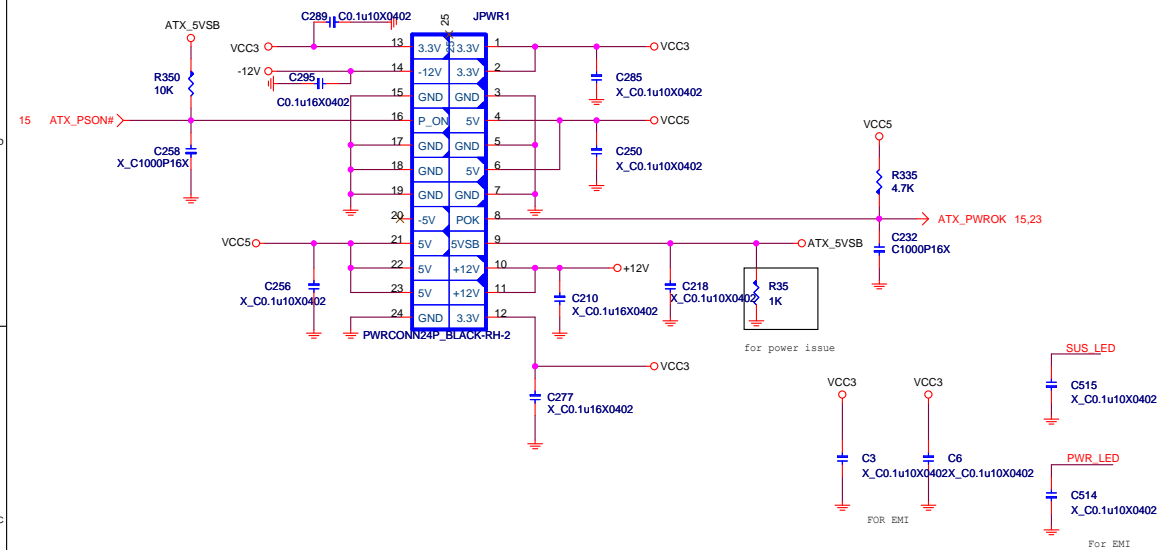 C289 C0.1u10X0402
25
JPWR1
ATX_5VSB
VCC3
13
3.3V
3.3V
1
VCC3
-12V
14
-12V
3.3V
2
R350
10K
C295
C0.1u16X0402
C285
X_C0.1u10X0402
15
GND
GND
3
15 ATX_PSON#
16
P_ON
5V
4
VCC5
VCC5
17
GND
GND
5
C258
X_C1000P16X
C250
X_C0.1u10X0402
18
GND
5V
6
R335
4.7K
19
GND
GND
7
20
-5V
POK
8
ATX_PWROK 15,23
VCC5
21
5V
5VSB
9
ATX_5VSB
C232
C1000P16X
22
5V
+12V
10
+12V
C256
X_C0.1u10X0402
23
5V
+12V
11
C210
X_C0.1u16X0402
C218
X_C0.1u10X0402
R35
1K
24
GND
3.3V
12
PWRCONN24P_BLACK-RH-2
for power issue
VCC3
SUS_LED
C277
X_C0.1u16X0402
VCC3
VCC3
C515
X_C0.1u10X0402
C3
X_C0.1u10X0402
C6
X_C0.1u10X0402
PWR_LED
C514
X_C0.1u10X0402
FOR EMI
For EMI
C